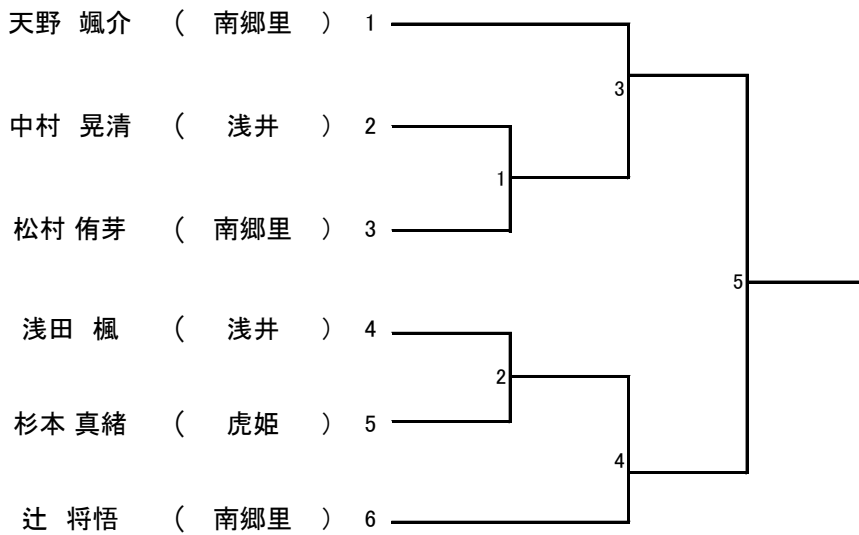 天野 颯介 ( 南郷里 ) 1
3
中村 晃清 ( 浅井 ) 2
1
松村 侑芽 ( 南郷里 ) 3
5
浅田 楓 ( 浅井 ) 4
2
杉本 真緒 ( 虎姫 ) 5
4
辻 将悟 ( 南郷里 ) 6